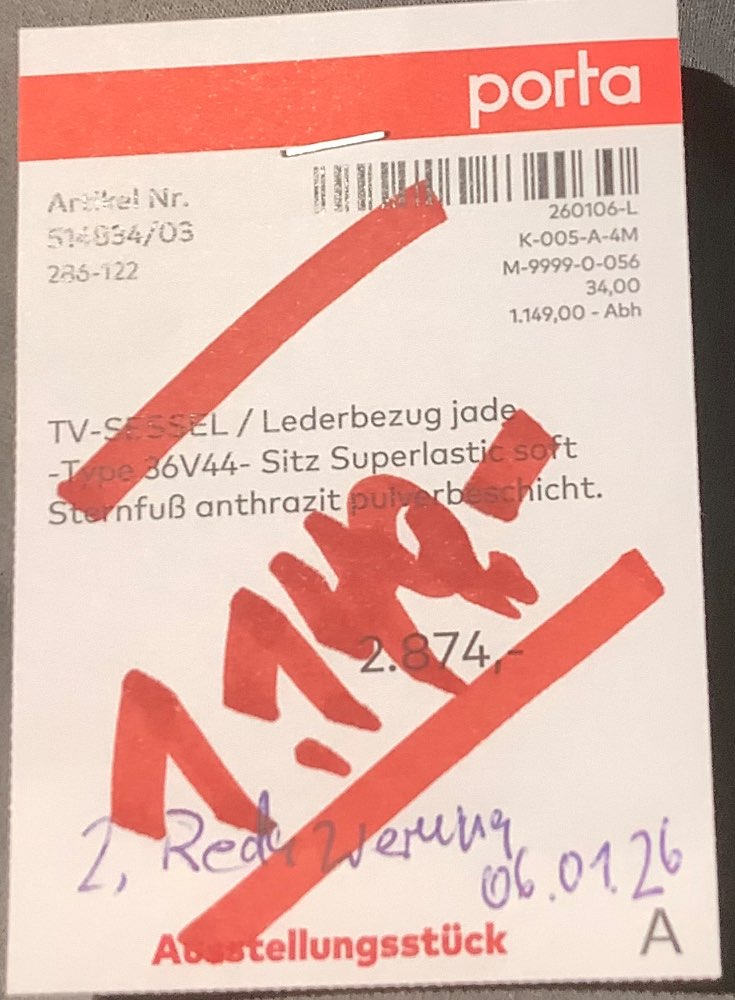 porta
Artikel Nr.
514834/03
286-122
260106-L
K-005-A-4M
M-9999-0-056
34,00
1.149,00 - Abh
TV-SESSEL / Lederbezug jade
-Type 36V44- Sitz Superlastic soft
Sternfuß anthrazit pulverbeschicht.
1.149.-
2.874,-
2, Reduzierung
06.01.26
Ausstellungsstück
A